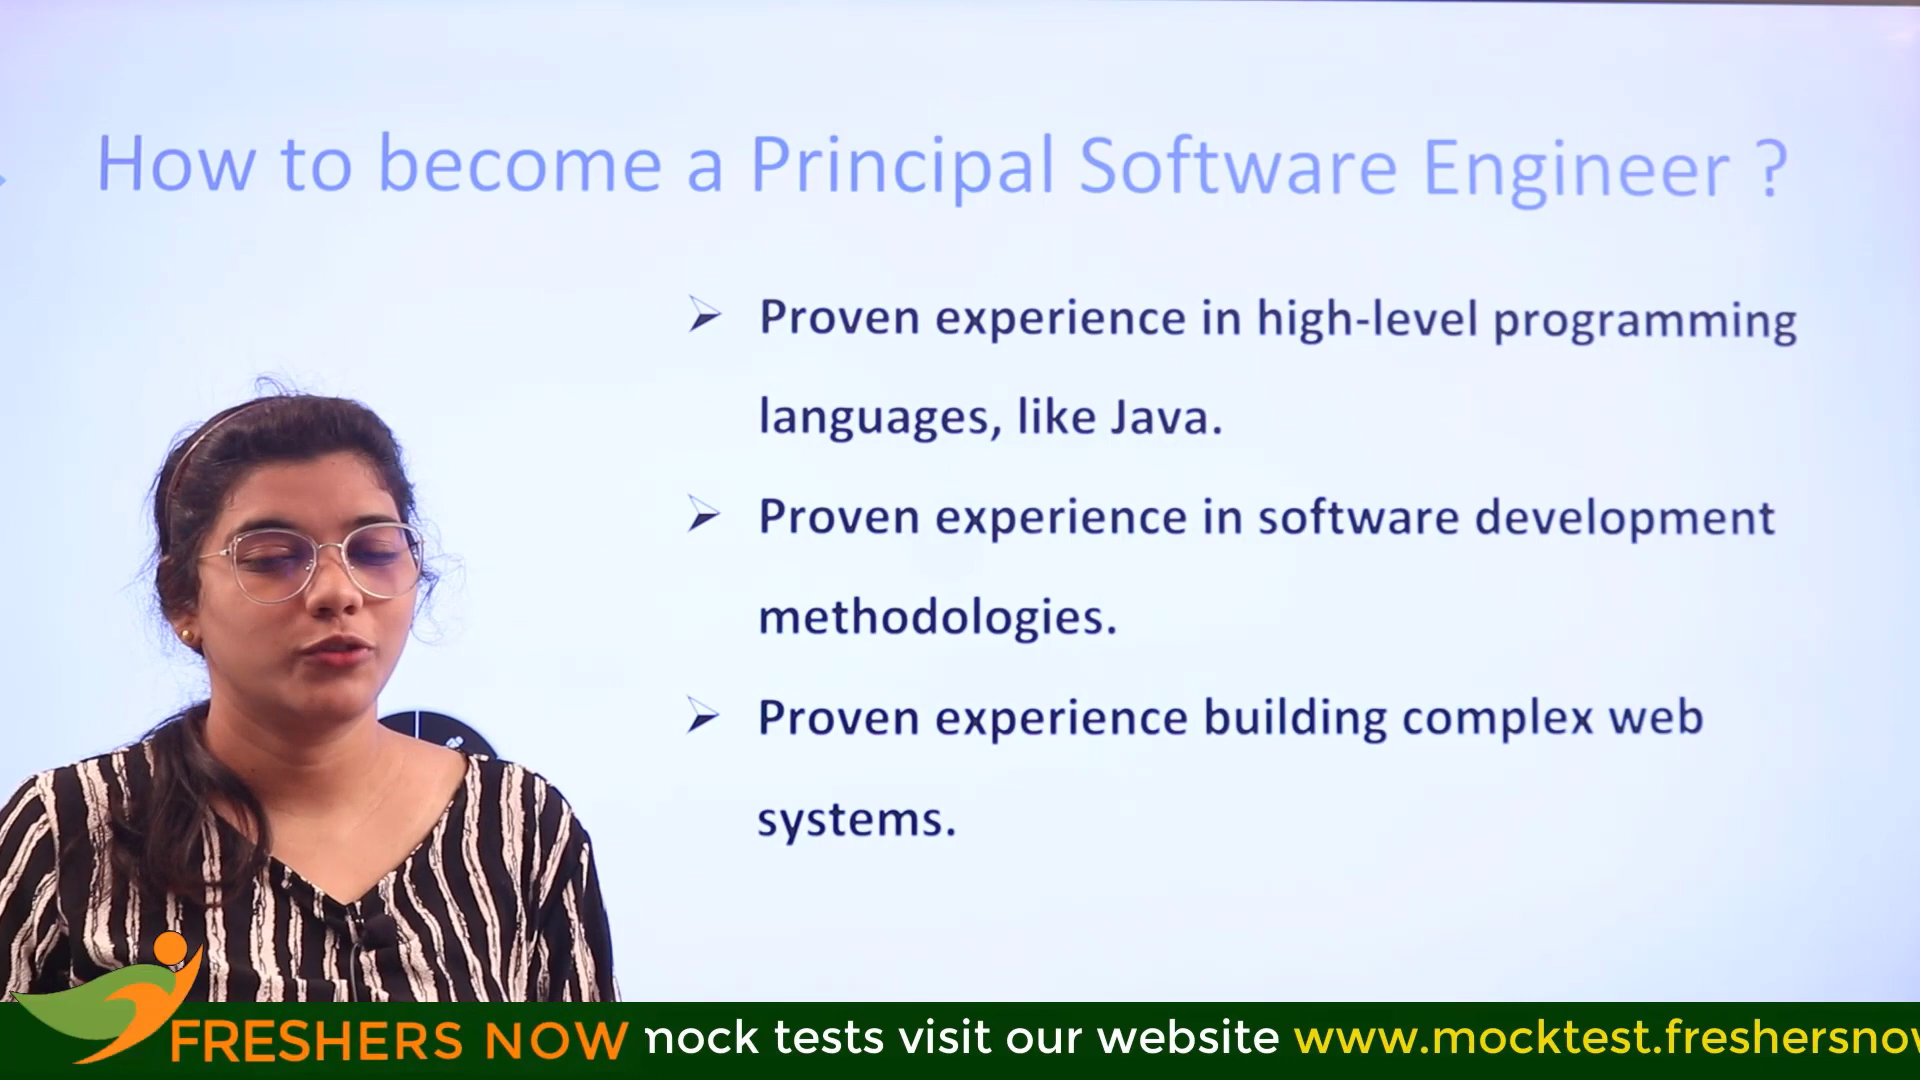 How to become a Principal Software Engineer ?
➢ Proven experience in high-level programming
languages, like Java.
➢ Proven experience in software development
methodologies.
➢ Proven experience building complex web
systems.
FRESHERS NOW nock tests visit our website www.mocktest.freshersnov